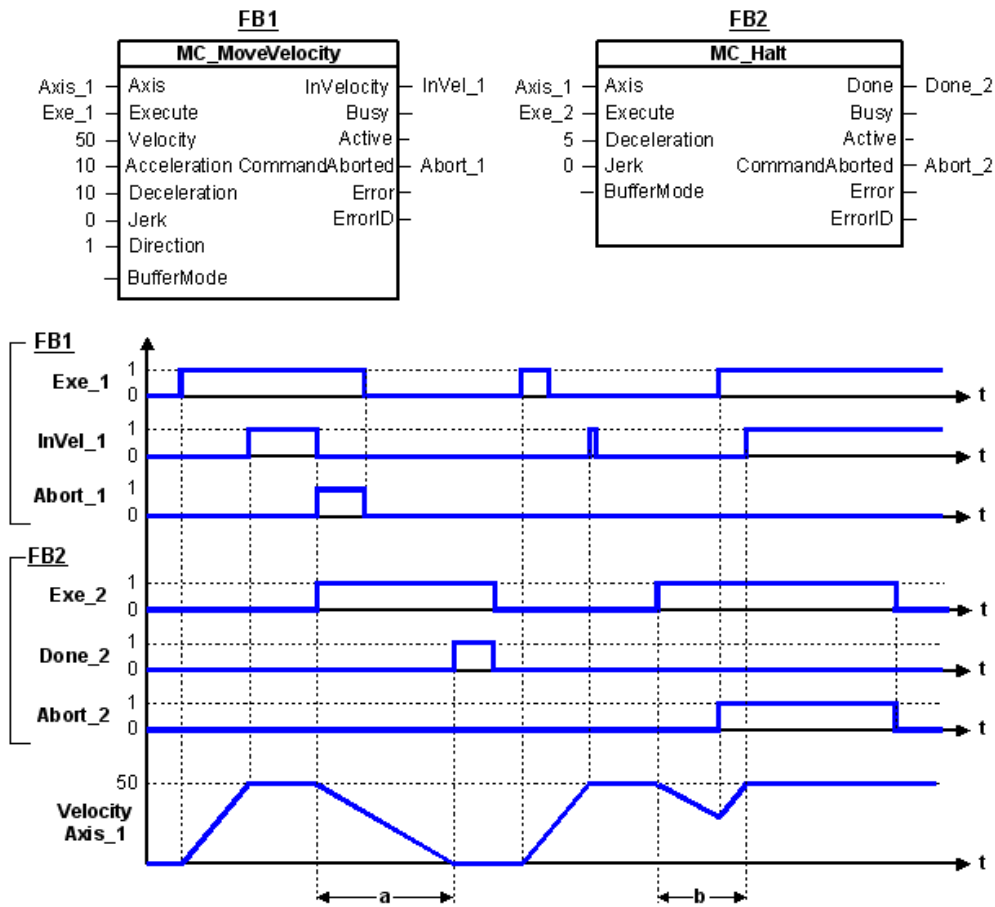 FB1
FB2
MC_MoveVelocity
MC_Halt
Axis_1 Axis InVelocity InVel_1
Exe_1 Execute Busy
50 Velocity Active
10 Acceleration CommandAborted Abort_1
10 Deceleration Error
0 Jerk ErrorID
1 Direction
BufferMode
Axis_1 Axis Done Done_2
Exe_2 Execute Busy
5 Deceleration Active
0 Jerk CommandAborted Abort_2
BufferMode Error
ErrorID
FB1
Exe_1 1 0 t
InVel_1 1 0 t
Abort_1 1 0 t
FB2
Exe_2 1 0 t
Done_2 1 0 t
Abort_2 1 0 t
50
Velocity
Axis_1 t
a b